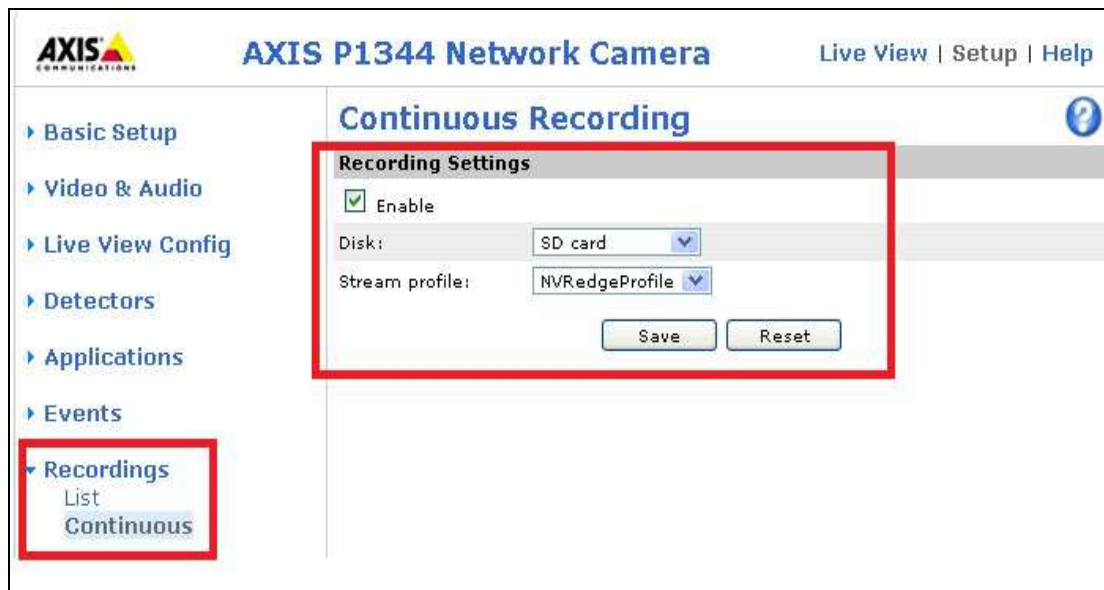 AXIS
COMMUNICATIONS
AXIS P1344 Network Camera
Live View | Setup | Help
Basic Setup
Video & Audio
Live View Config
Detectors
Applications
Events
Recordings
List
Continuous
Continuous Recording
?
Recording Settings
Enable
Disk: SD card
Stream profile: NVRedgeProfile
Save Reset